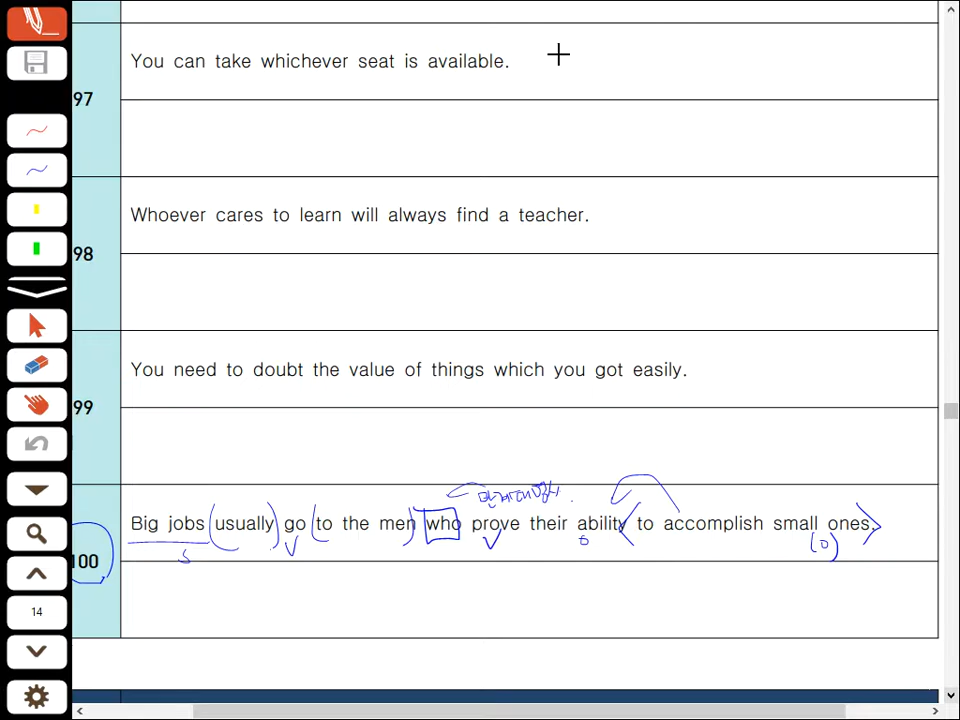 You can take whichever seat is available.
97
Whoever cares to learn will always find a teacher.
98
You need to doubt the value of things which you got easily.
99
Big jobs usually go to the men who prove their ability to accomplish small ones.
S V V o (o)
100
14